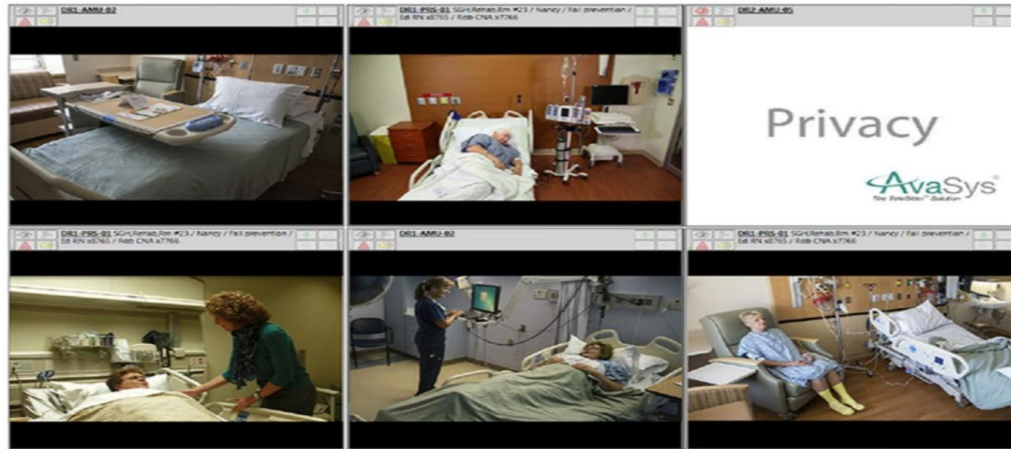 DR1-AMU-02
DR1-PRS-01 SGH,Rehab,Rm #23 / Nancy / Fall prevention /
Ed RN x8765 / Rob CNA x7766
DR2-AMU-05
Privacy
AvaSys®
The TeleSitter™ Solution
DR1-PRS-01 SGH,Rehab,Rm #23 / Nancy / Fall prevention /
Ed RN x8765 / Rob CNA x7766
DR1-AMU-02
DR1-PRS-01 SGH,Rehab,Rm #23 / Nancy / Fall prevention /
Ed RN x8765 / Rob CNA x7766